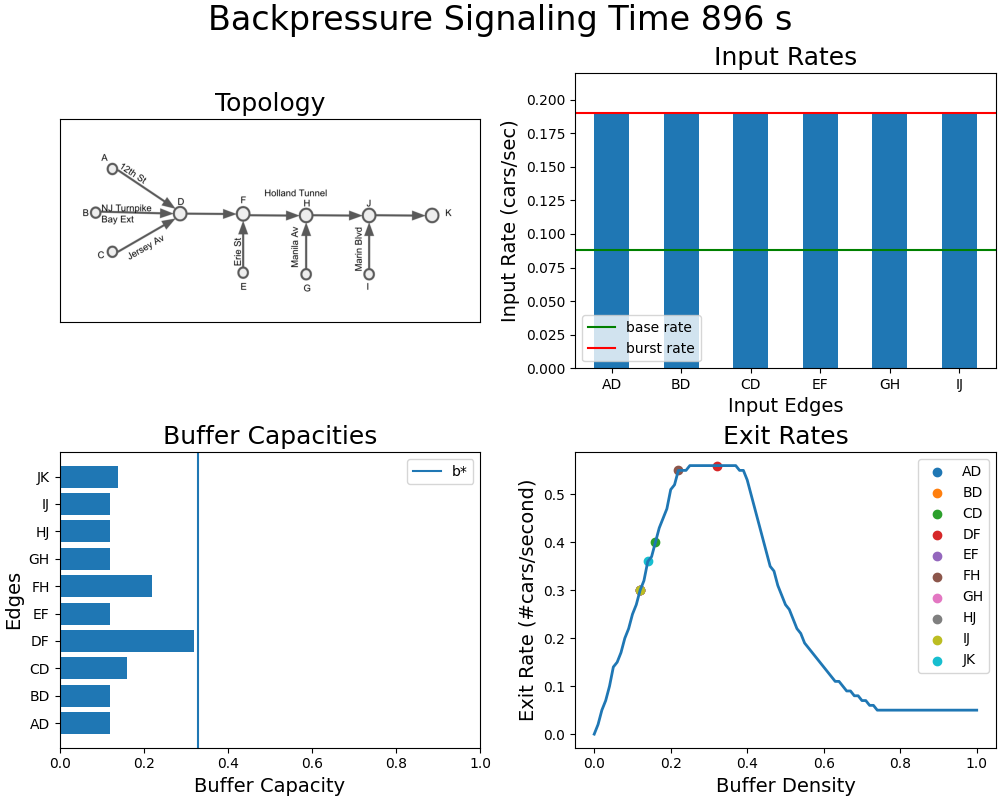 Backpressure Signaling Time 896 s
Topology
A
12th St
B
NJ Turnpike
Bay Ext
C
Jersey Av
D
F
Holland Tunnel
H
J
K
Erie St
Manila Av
Marin Blvd
E
G
I
Input Rates
Input Rate (cars/sec)
0.200
0.175
0.150
0.125
0.100
0.075
0.050
0.025
0.000
base rate
burst rate
AD BD CD EF GH IJ
Input Edges
Buffer Capacities
Edges
JK
IJ
HJ
GH
FH
EF
DF
CD
BD
AD
b*
0.0 0.2 0.4 0.6 0.8 1.0
Buffer Capacity
Exit Rates
Exit Rate (#cars/second)
0.5
0.4
0.3
0.2
0.1
0.0
AD
BD
CD
DF
EF
FH
GH
HJ
IJ
JK
0.0 0.2 0.4 0.6 0.8 1.0
Buffer Density